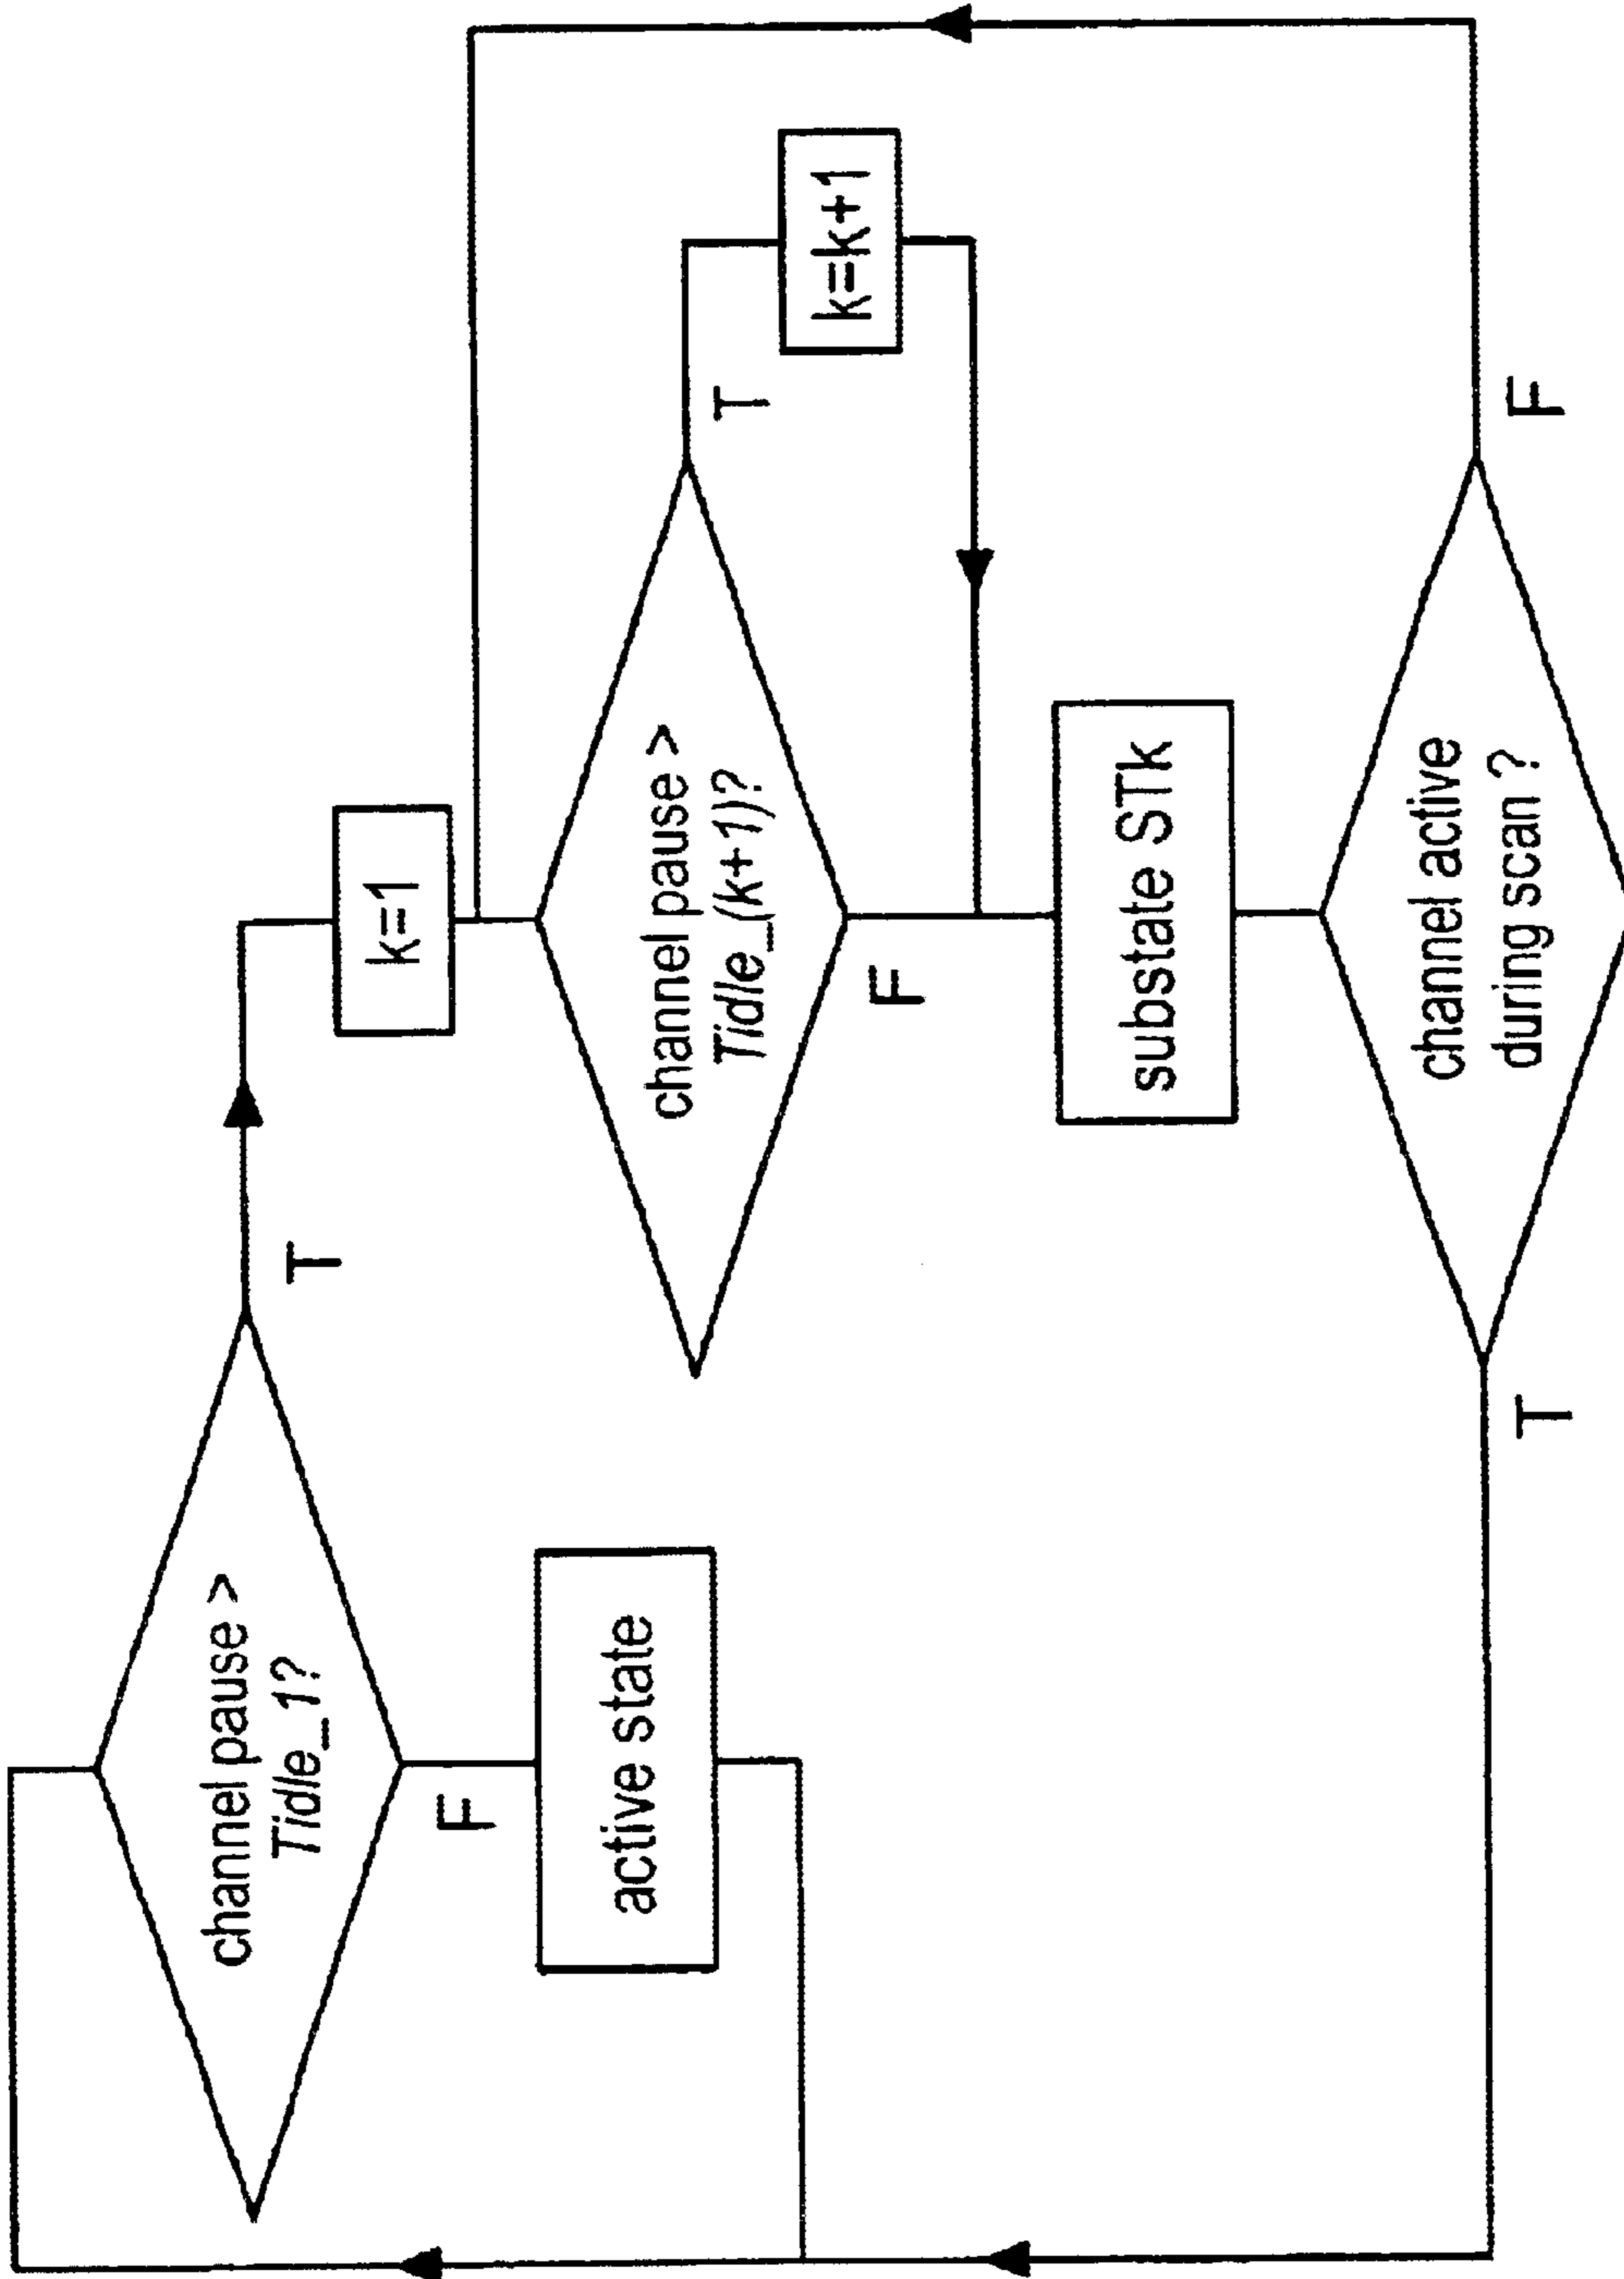 channel pause >
Tidle_1?
T
F
active state
k=1
channel pause >
Tidle_(k+1)?
T
k=k+1
F
substate STk
channel active
during scan ?
T
F